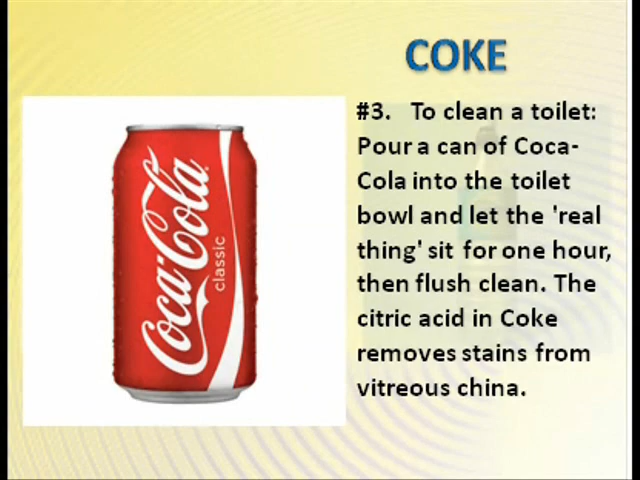 COKE
#3. To clean a toilet:
Pour a can of Coca-
Cola into the toilet
bowl and let the 'real
thing' sit for one hour,
then flush clean. The
citric acid in Coke
removes stains from
vitreous china.
Coca-Cola
classic